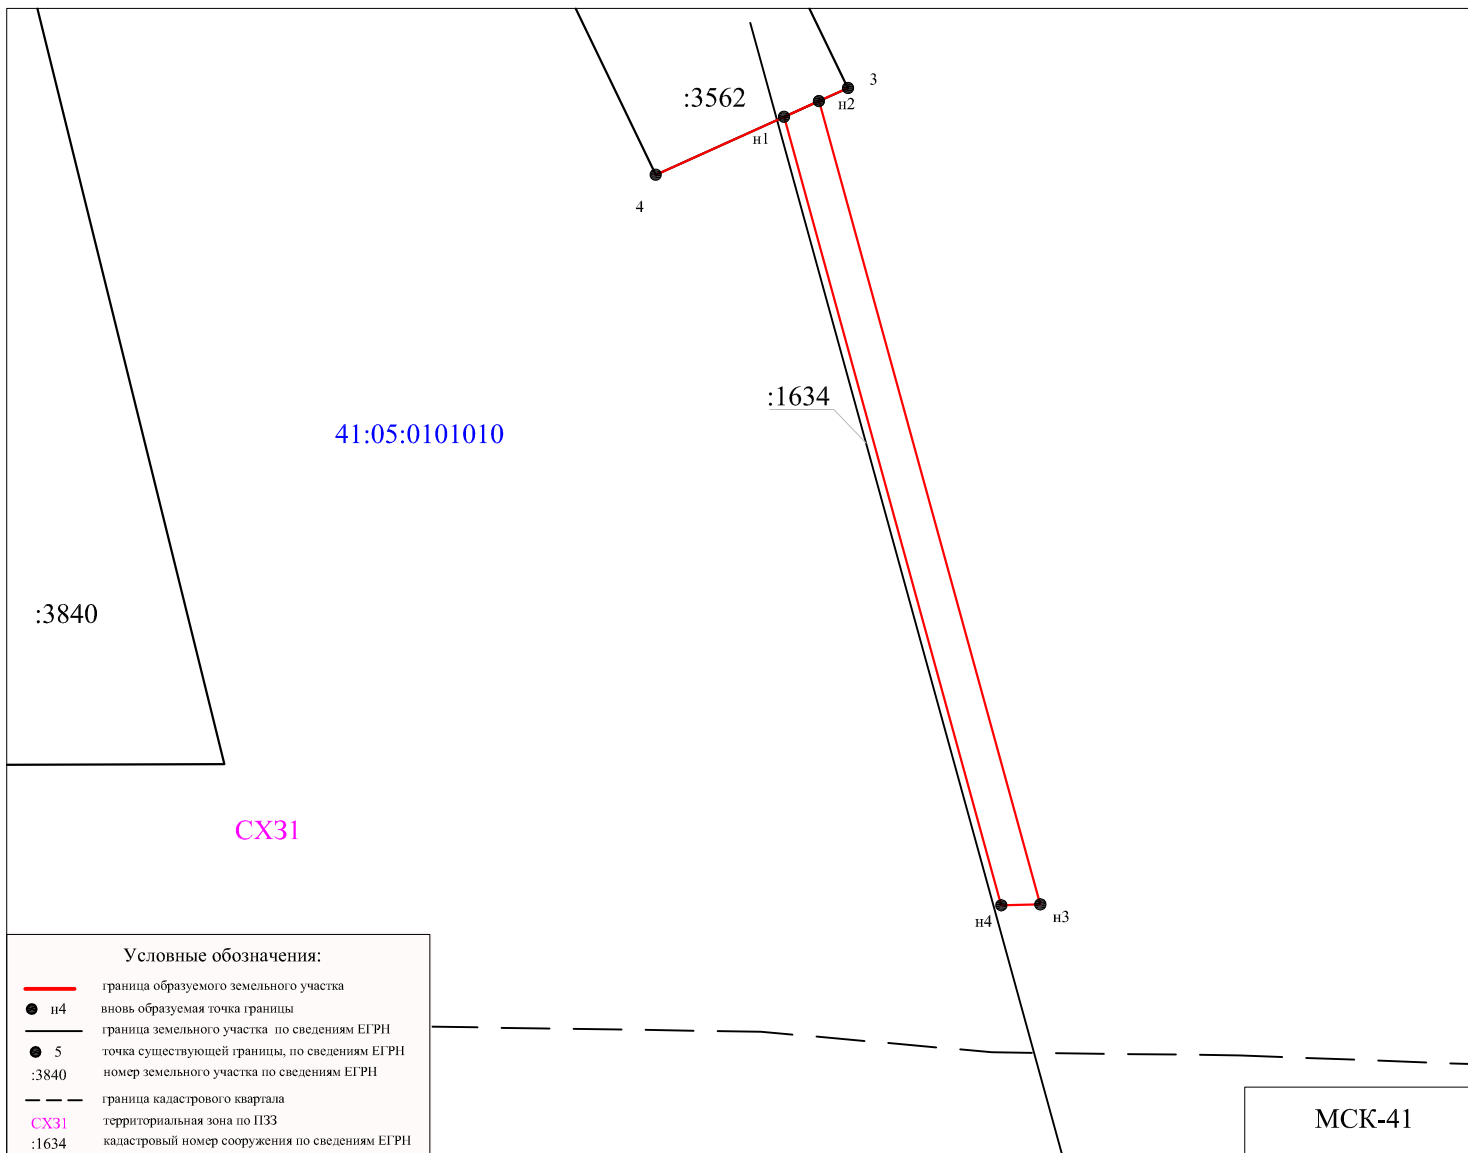 3
:3562
н2
н1
4
:1634
41:05:0101010
:3840
СХЗ1
н4
н3
Условные обозначения:
граница образуемого земельного участка
н4 вновь образуемая точка границы
граница земельного участка по сведениям ЕГРН
5 точка существующей границы, по сведениям ЕГРН
:3840 номер земельного участка по сведениям ЕГРН
граница кадастрового квартала
СХЗ1 территориальная зона по ПЗЗ
:1634 кадастровый номер сооружения по сведениям ЕГРН
МСК-41